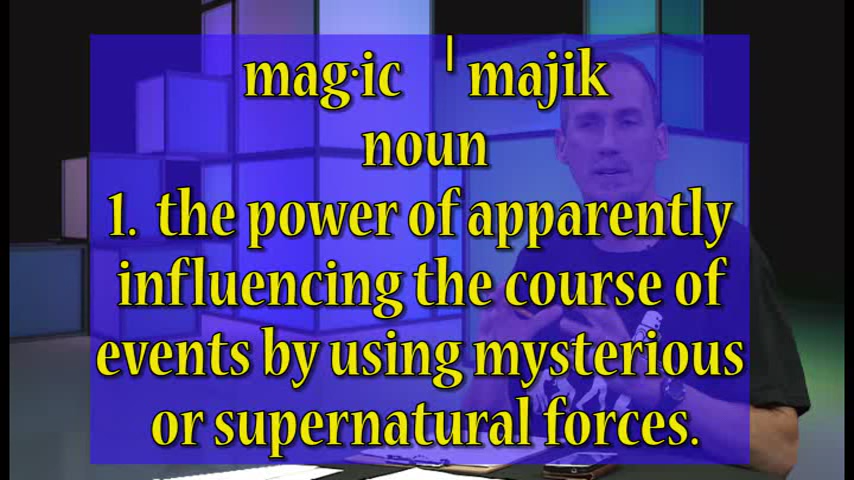 mag·ic ˈmajik
noun
1. the power of apparently
influencing the course of
events by using mysterious
or supernatural forces.